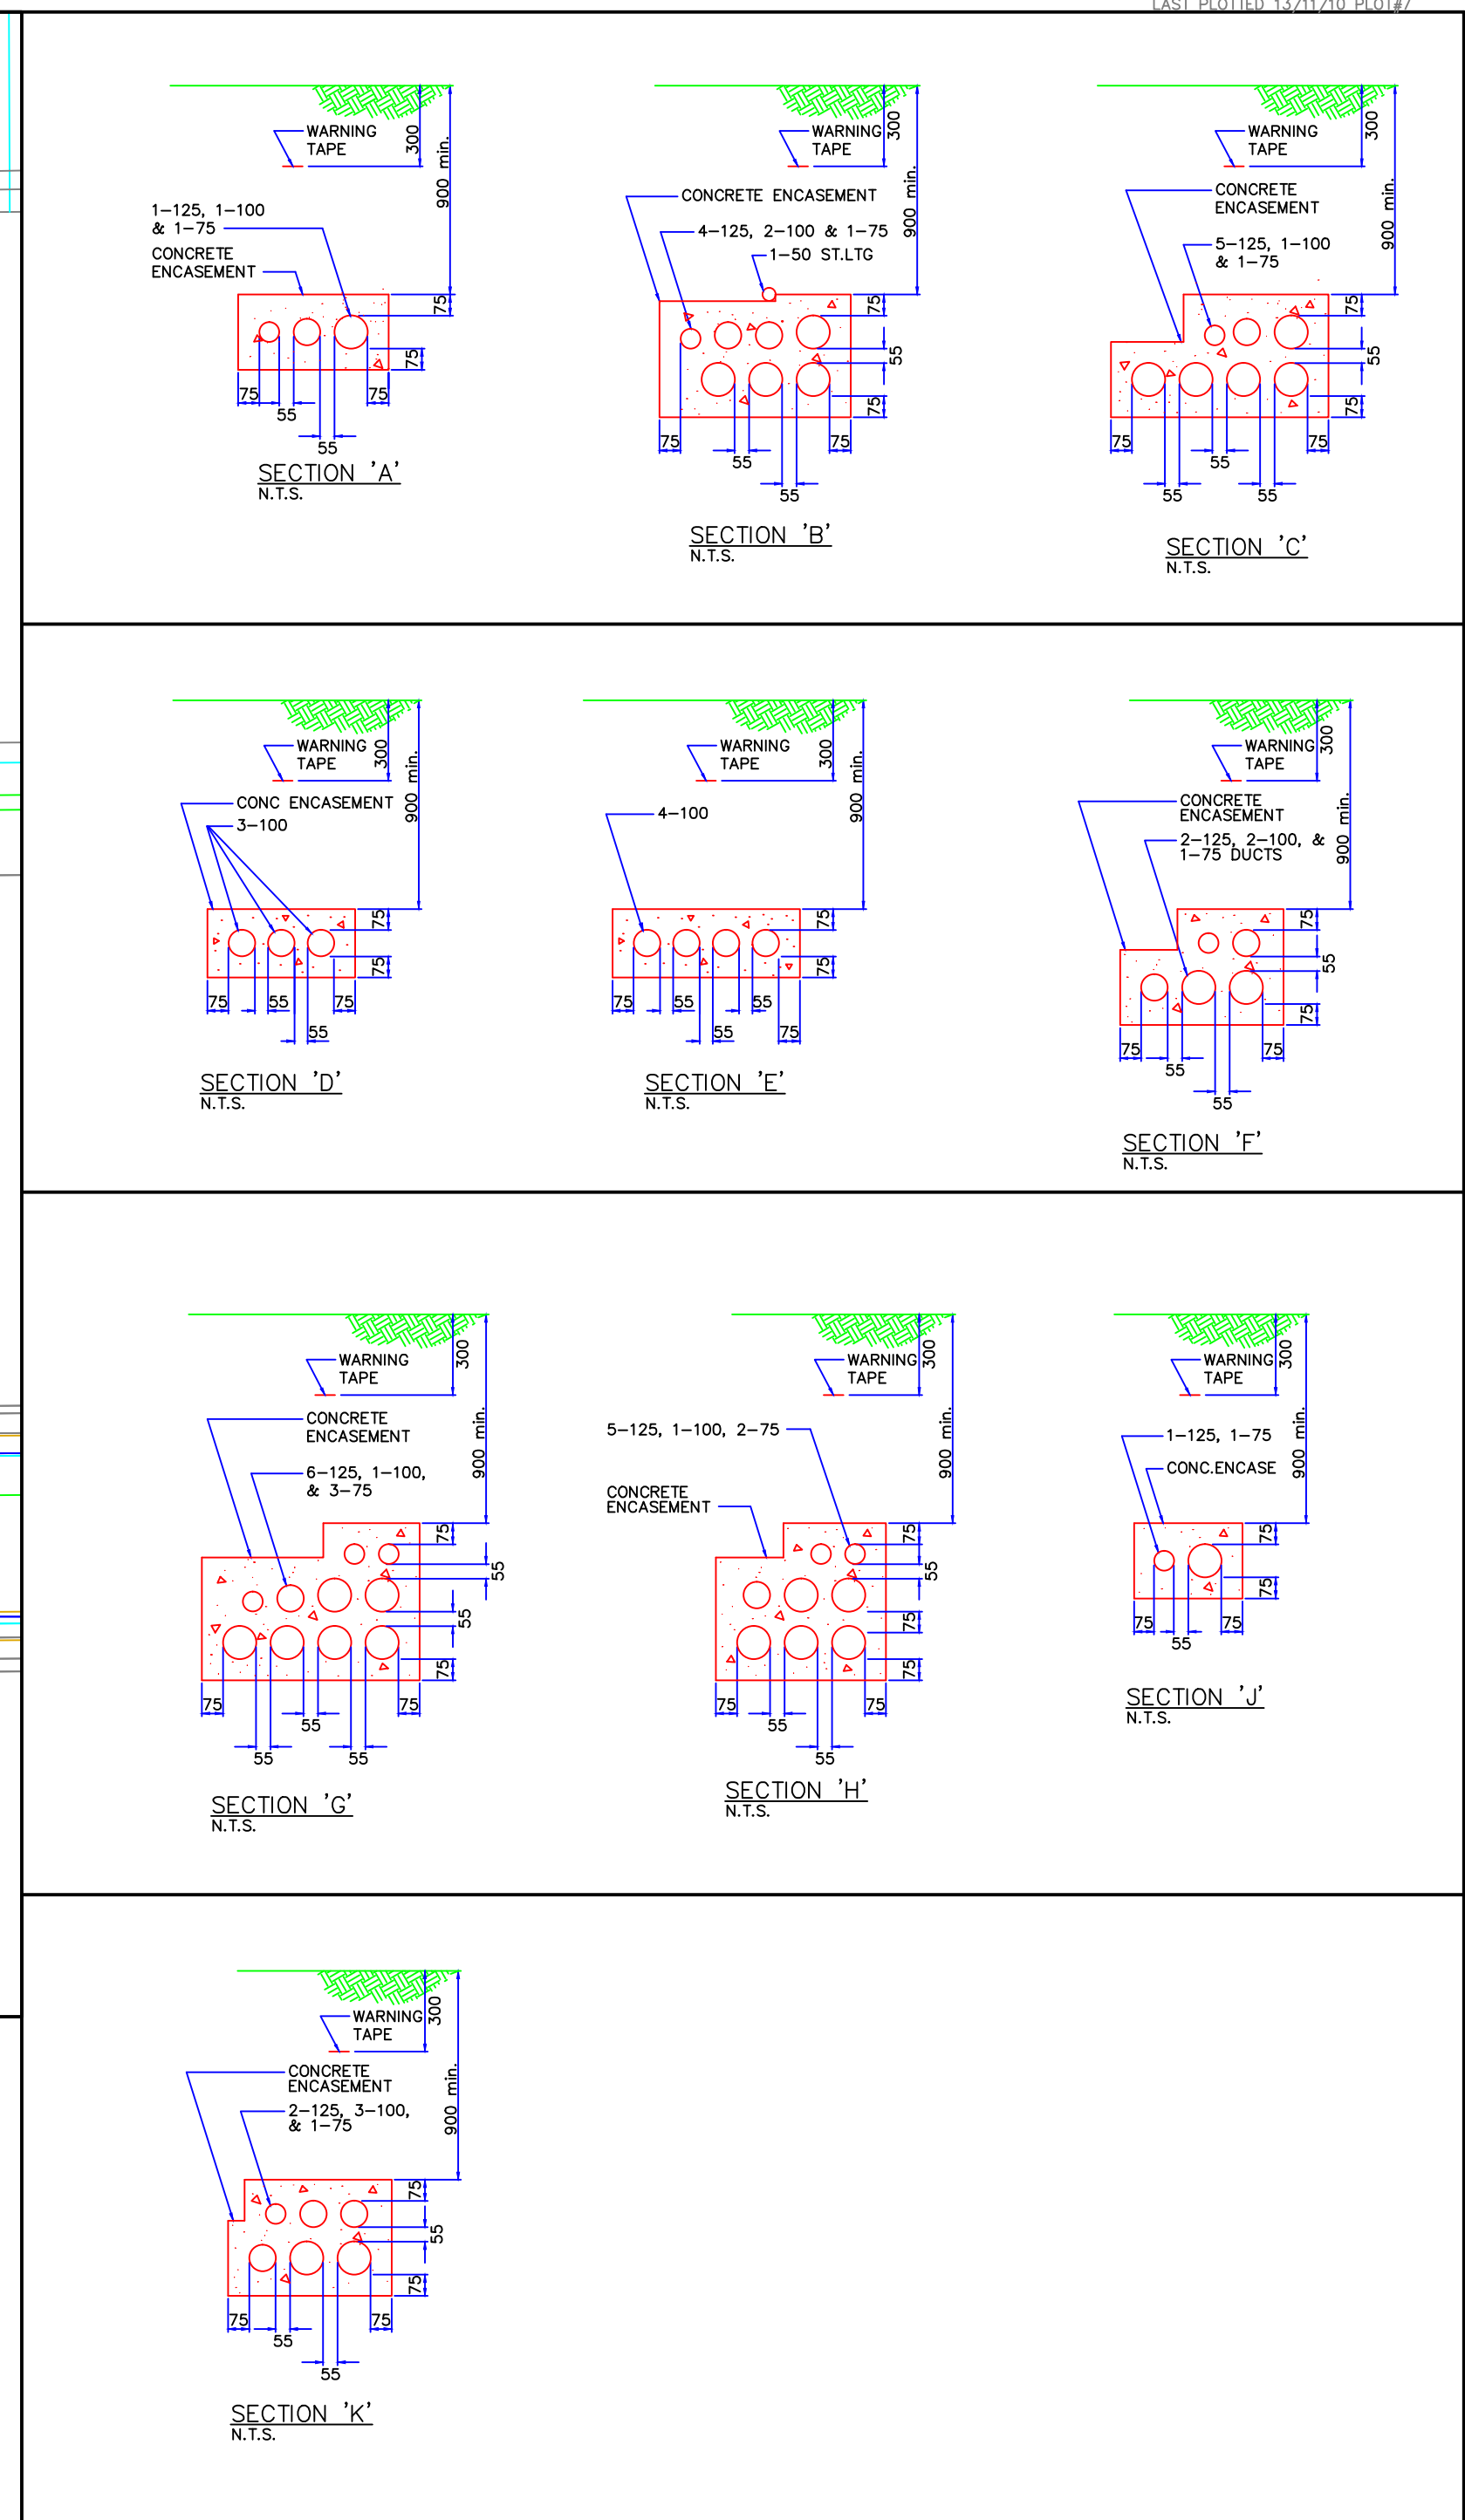 LAST PLOTTED 13/11/10 PLOT#7
WARNING
TAPE
300
900 min.
1-125, 1-100
& 1-75
CONCRETE
ENCASEMENT
75
75
75
75
55
55
SECTION 'A'
N.T.S.
WARNING
TAPE
300
900 min.
CONCRETE ENCASEMENT
4-125, 2-100 & 1-75
1-50 ST.LTG
75
55
75
75
75
55
55
SECTION 'B'
N.T.S.
WARNING
TAPE
300
900 min.
CONCRETE
ENCASEMENT
5-125, 1-100
& 1-75
75
55
75
75
75
55
55
55
SECTION 'C'
N.T.S.
WARNING
TAPE
300
900 min.
CONC ENCASEMENT
3-100
75
75
75
55
75
55
SECTION 'D'
N.T.S.
WARNING
TAPE
300
900 min.
4-100
75
75
75
55
55
55
75
SECTION 'E'
N.T.S.
WARNING
TAPE
300
900 min.
CONCRETE
ENCASEMENT
2-125, 2-100, &
1-75 DUCTS
75
55
75
75
75
55
55
SECTION 'F'
N.T.S.
WARNING
TAPE
300
900 min.
CONCRETE
ENCASEMENT
6-125, 1-100,
& 3-75
75
55
55
75
75
75
55
55
55
SECTION 'G'
N.T.S.
WARNING
TAPE
300
900 min.
5-125, 1-100, 2-75
CONCRETE
ENCASEMENT
75
55
75
75
75
75
55
55
SECTION 'H'
N.T.S.
WARNING
TAPE
300
900 min.
1-125, 1-75
CONC.ENCASE
75
75
75
75
55
SECTION 'J'
N.T.S.
WARNING
TAPE
300
900 min.
CONCRETE
ENCASEMENT
2-125, 3-100,
& 1-75
75
55
75
75
75
55
55
SECTION 'K'
N.T.S.